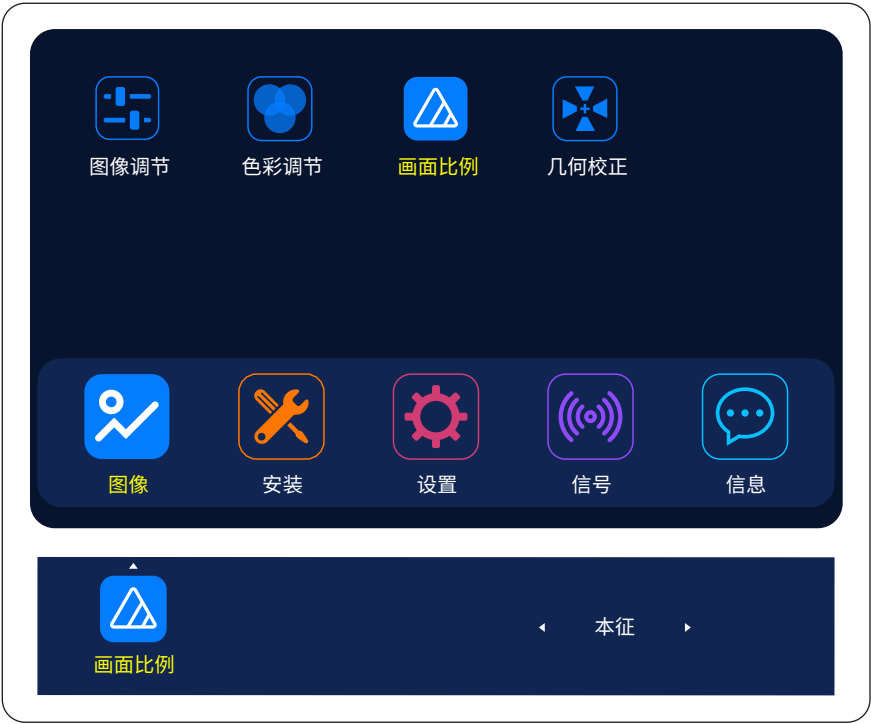 图像调节 色彩调节 画面比例 几何校正
图像 安装 设置 信号 信息
本征
画面比例